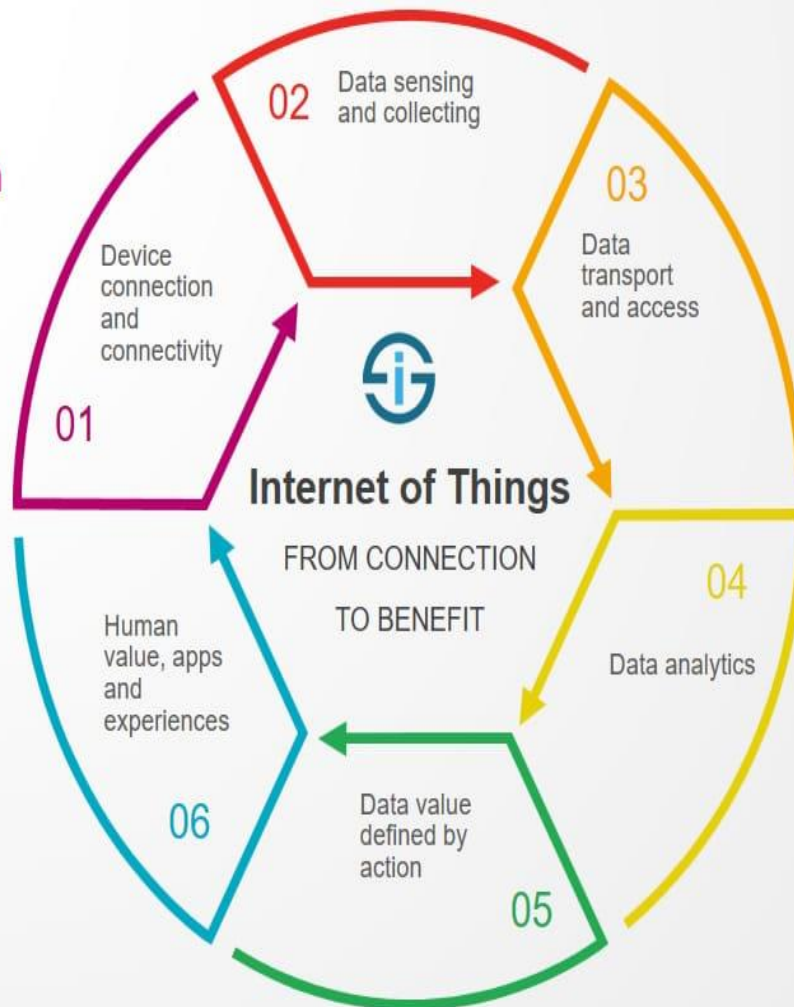 01
Device
connection
and
connectivity
02
Data sensing
and collecting
03
Data
transport
and access
04
Data analytics
Data value
defined by
action
05
Human
value, apps
and
experiences
06
Internet of Things
FROM CONNECTION
TO BENEFIT